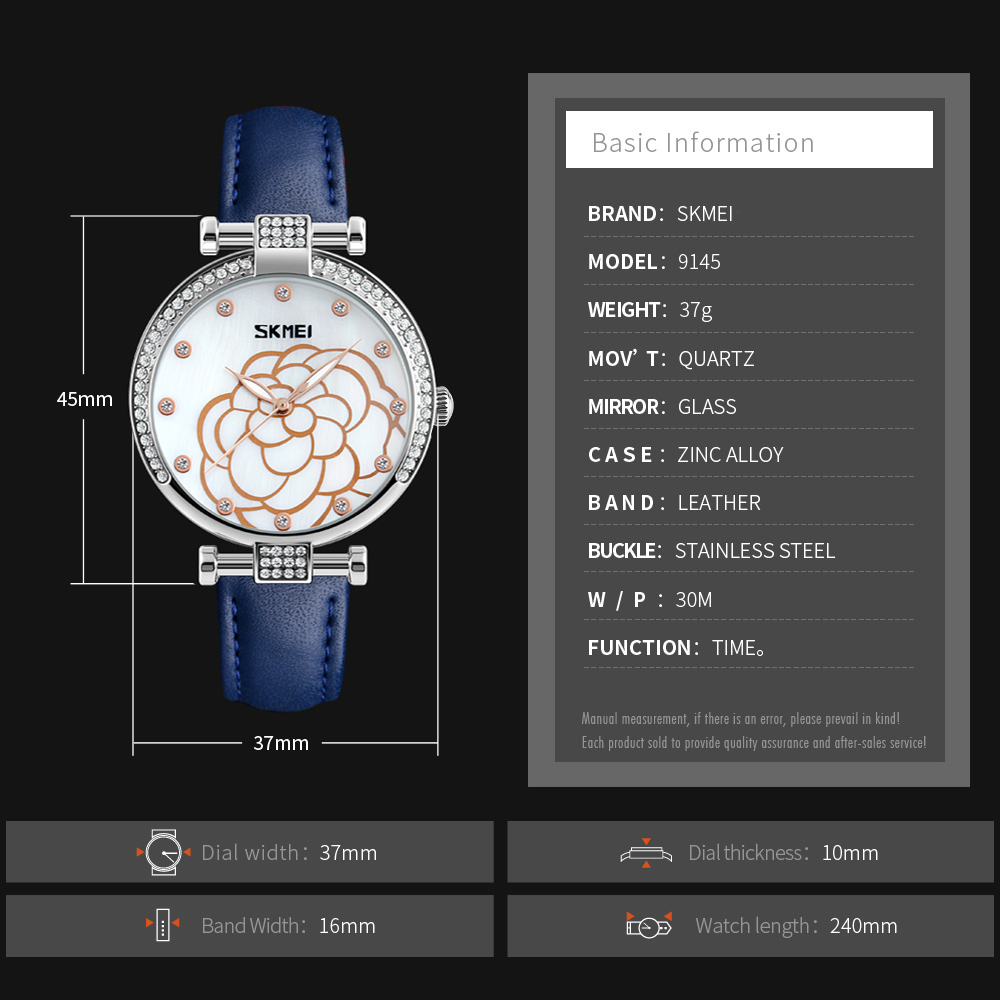 Basic Information
BRAND: SKMEI
MODEL: 9145
WEIGHT: 37g
MOV’ T: QUARTZ
MIRROR: GLASS
CASE: ZINC ALLOY
BAND: LEATHER
BUCKLE: STAINLESS STEEL
W / P : 30M
FUNCTION: TIME。
Manual measurement, if there is an error, please prevail in kind!
Each product sold to provide quality assurance and after-sales service!
SKMEI
45mm
37mm
Dial width: 37mm
Dial thickness: 10mm
Band Width: 16mm
Watch length: 240mm